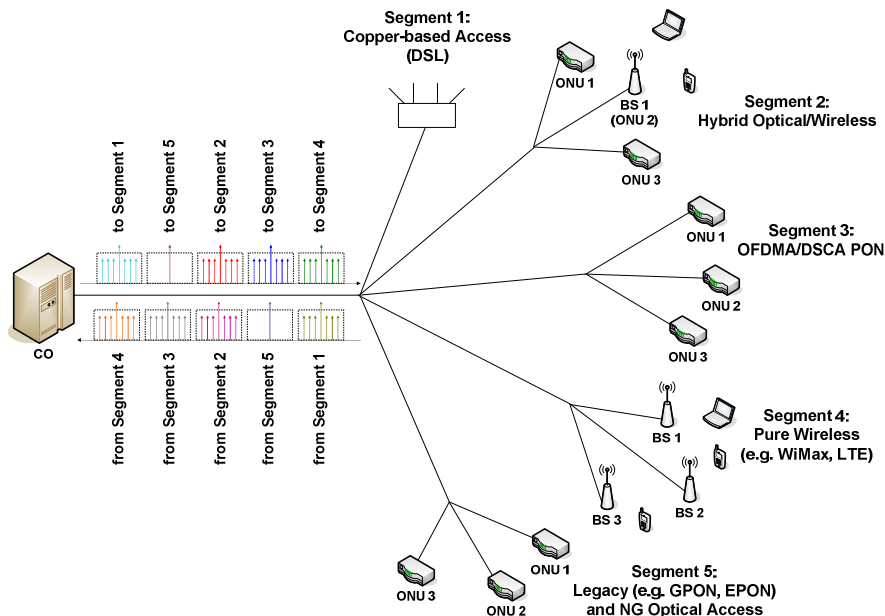 Segment 1:
Copper-based Access
(DSL)
ONU 1
BS 1
(ONU 2)
ONU 3
Segment 2:
Hybrid Optical/Wireless
to Segment 1
to Segment 5
to Segment 2
to Segment 3
to Segment 4
ONU 1
ONU 2
ONU 3
Segment 3:
OFDMA/DSCA PON
CO
from Segment 4
from Segment 3
from Segment 2
from Segment 5
from Segment 1
BS 1
BS 2
BS 3
Segment 4:
Pure Wireless
(e.g. WiMax, LTE)
ONU 1
ONU 3
ONU 2
Segment 5:
Legacy (e.g. GPON, EPON)
and NG Optical Access